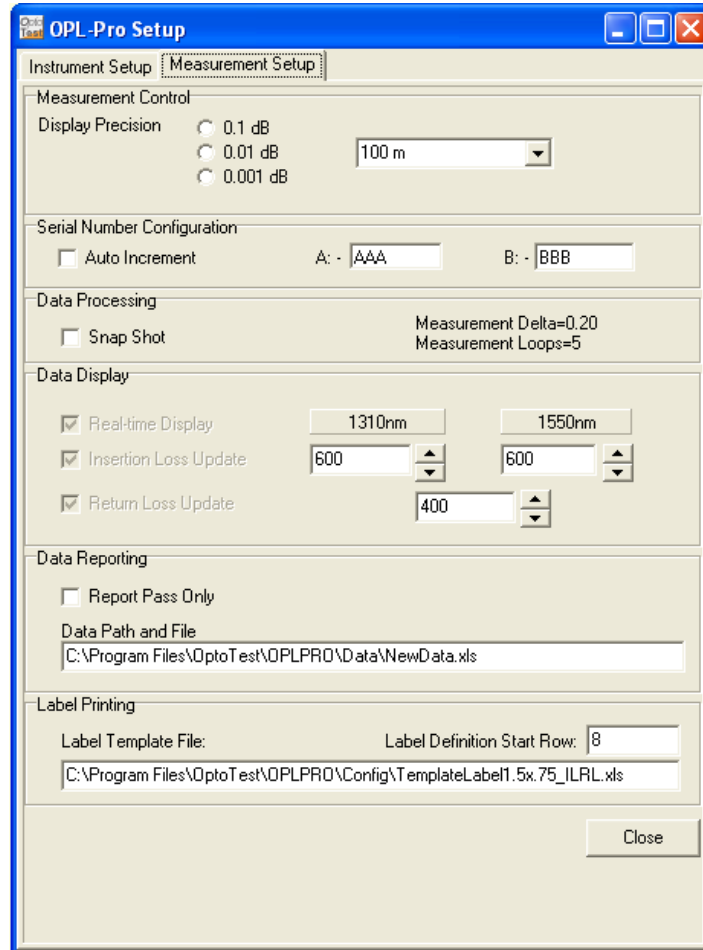 Opto Test OPL-Pro Setup
Instrument Setup Measurement Setup
Measurement Control
Display Precision
0.1 dB
0.01 dB
0.001 dB
100 m
Serial Number Configuration
Auto Increment A: - AAA B: - BBB
Data Processing
Snap Shot
Measurement Delta=0.20
Measurement Loops=5
Data Display
Real-time Display 1310nm 1550nm
Insertion Loss Update 600 600
Return Loss Update 400
Data Reporting
Report Pass Only
Data Path and File
C:\Program Files\OptoTest\OPLPRO\Data\NewData.xls
Label Printing
Label Template File: Label Definition Start Row: 8
C:\Program Files\OptoTest\OPLPRO\Config\TemplateLabel1.5x.75_ILRL.xls
Close